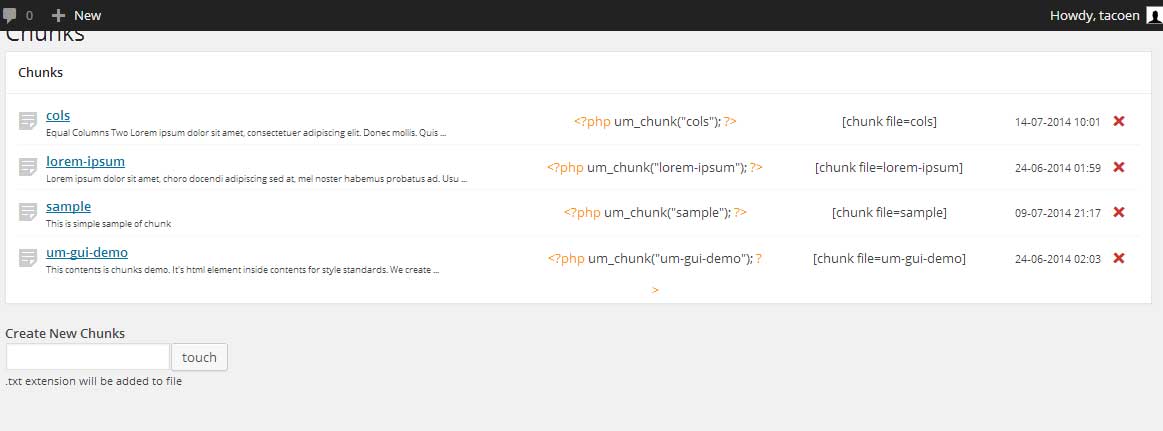 0 New Howdy, tacoen
Chunks
Chunks
cols
Equal Columns Two Lorem ipsum dolor sit amet, consectetuer adipiscing elit. Donec mollis. Quis ...
<?php um_chunk("cols"); ?>
[chunk file=cols]
14-07-2014 10:01
lorem-ipsum
Lorem ipsum dolor sit amet, choro docendi adipiscing sed at, mel noster habemus probatus ad. Usu ...
<?php um_chunk("lorem-ipsum"); ?>
[chunk file=lorem-ipsum]
24-06-2014 01:59
sample
This is simple sample of chunk
<?php um_chunk("sample"); ?>
[chunk file=sample]
09-07-2014 21:17
um-gui-demo
This contents is chunks demo. It's html element inside contents for style standards. We create ...
<?php um_chunk("um-gui-demo"); ?
>
[chunk file=um-gui-demo]
24-06-2014 02:03
Create New Chunks
touch
.txt extension will be added to file